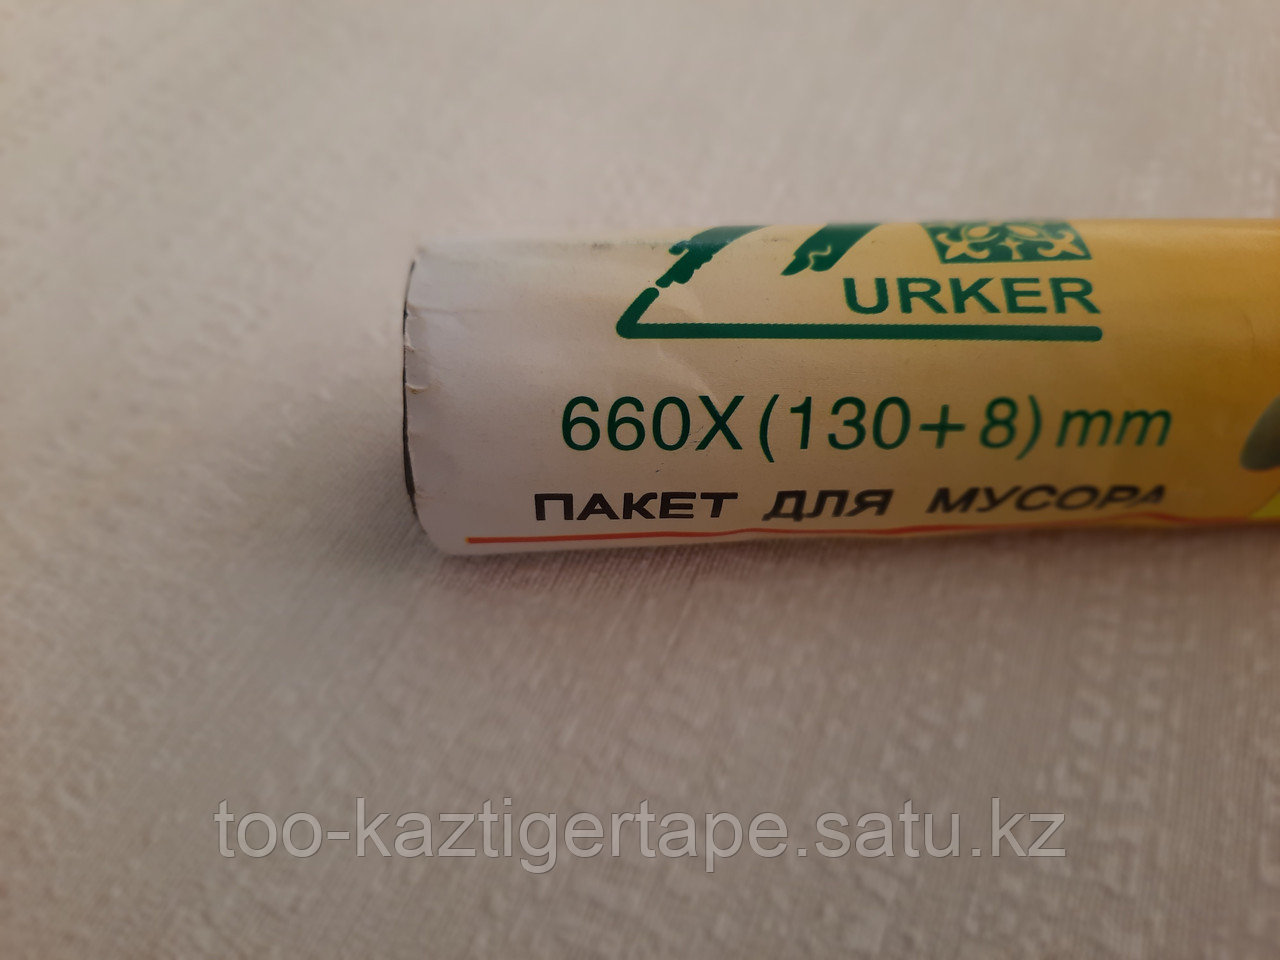 URKER
660X(130+8)mm
ПАКЕТ ДЛЯ МУСОРА
too-kaztigertape.satu.kz